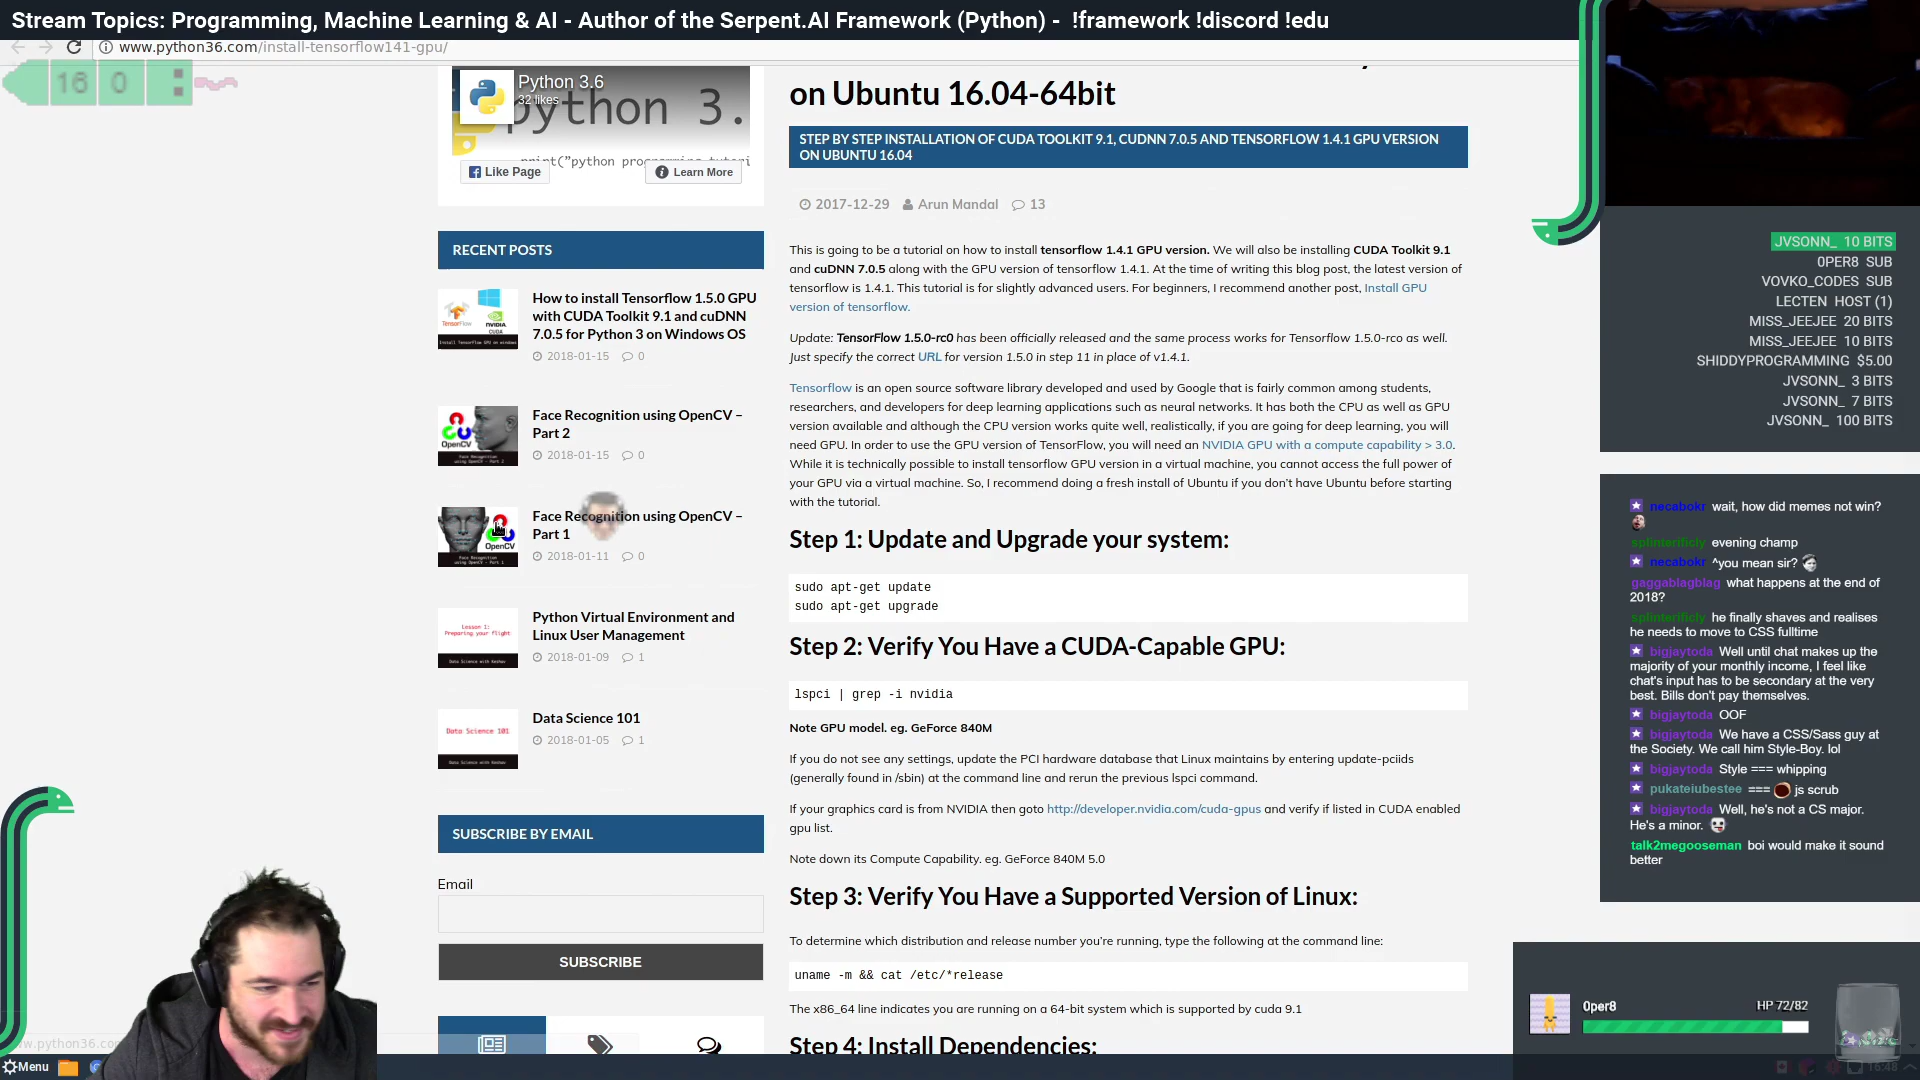 Stream Topics: Programming, Machine Learning & AI - Author of the Serpent.AI Framework (Python) - !framework !discord !edu
www.python36.com/install-tensorflow141-gpu/
16 0 :
Python 3.6
32 likes
python 3.
Like Page
Learn More
RECENT POSTS
How to install Tensorflow 1.5.0 GPU
with CUDA Toolkit 9.1 and cuDNN
7.0.5 for Python 3 on Windows OS
2018-01-15 0
Face Recognition using OpenCV –
Part 2
2018-01-15 0
Face Recognition using OpenCV –
Part 1
2018-01-11 0
Python Virtual Environment and
Linux User Management
2018-01-09 1
Data Science 101
2018-01-05 1
SUBSCRIBE BY EMAIL
Email
SUBSCRIBE
on Ubuntu 16.04-64bit
STEP BY STEP INSTALLATION OF CUDA TOOLKIT 9.1, CUDNN 7.0.5 AND TENSORFLOW 1.4.1 GPU VERSION
ON UBUNTU 16.04
2017-12-29 Arun Mandal 13
This is going to be a tutorial on how to install tensorflow 1.4.1 GPU version. We will also be installing CUDA Toolkit 9.1
and cuDNN 7.0.5 along with the GPU version of tensorflow 1.4.1. At the time of writing this blog post, the latest version of
tensorflow is 1.4.1. This tutorial is for slightly advanced users. For beginners, I recommend another post, Install GPU
version of tensorflow.
Update: TensorFlow 1.5.0-rc0 has been officially released and the same process works for Tensorflow 1.5.0-rco as well.
Just specify the correct URL for version 1.5.0 in step 11 in place of v1.4.1.
Tensorflow is an open source software library developed and used by Google that is fairly common among students,
researchers, and developers for deep learning applications such as neural networks. It has both the CPU as well as GPU
version available and although the CPU version works quite well, realistically, if you are going for deep learning, you will
need GPU. In order to use the GPU version of TensorFlow, you will need an NVIDIA GPU with a compute capability > 3.0.
While it is technically possible to install tensorflow GPU version in a virtual machine, you cannot access the full power of
your GPU via a virtual machine. So, I recommend doing a fresh install of Ubuntu if you don't have Ubuntu before starting
with the tutorial.
Step 1: Update and Upgrade your system:
sudo apt-get update
sudo apt-get upgrade
Step 2: Verify You Have a CUDA-Capable GPU:
lspci | grep -i nvidia
Note GPU model. eg. GeForce 840M
If you do not see any settings, update the PCI hardware database that Linux maintains by entering update-pciids
(generally found in /sbin) at the command line and rerun the previous lspci command.
If your graphics card is from NVIDIA then goto http://developer.nvidia.com/cuda-gpus and verify if listed in CUDA enabled
gpu list.
Note down its Compute Capability. eg. GeForce 840M 5.0
Step 3: Verify You Have a Supported Version of Linux:
To determine which distribution and release number you're running, type the following at the command line:
uname -m && cat /etc/*release
The x86_64 line indicates you are running on a 64-bit system which is supported by cuda 9.1
Step 4: Install Dependencies:
JVSONN_ 10 BITS
0PER8 SUB
VOVKO_CODES SUB
LECTEN HOST (1)
MISS_JEEJEE 20 BITS
MISS_JEEJEE 10 BITS
SHIDDYPROGRAMMING $5.00
JVSONN_ 3 BITS
JVSONN_ 7 BITS
JVSONN_ 100 BITS
necabokr wait, how did memes not win?
splinterificly evening champ
necabokr ^you mean sir?
gaggablagblag what happens at the end of
2018?
splinterificly he finally shaves and realises
he needs to move to CSS fulltime
bigjaytoda Well until chat makes up the
majority of your monthly income, I feel like
chat's input has to be secondary at the very
best. Bills don't pay themselves.
bigjaytoda OOF
bigjaytoda We have a CSS/Sass guy at
the Society. We call him Style-Boy. lol
bigjaytoda Style === whipping
pukateiubestee === js scrub
bigjaytoda Well, he's not a CS major.
He's a minor.
talk2megooseman boi would make it sound
better
0per8 HP 72/82
Menu
16:48